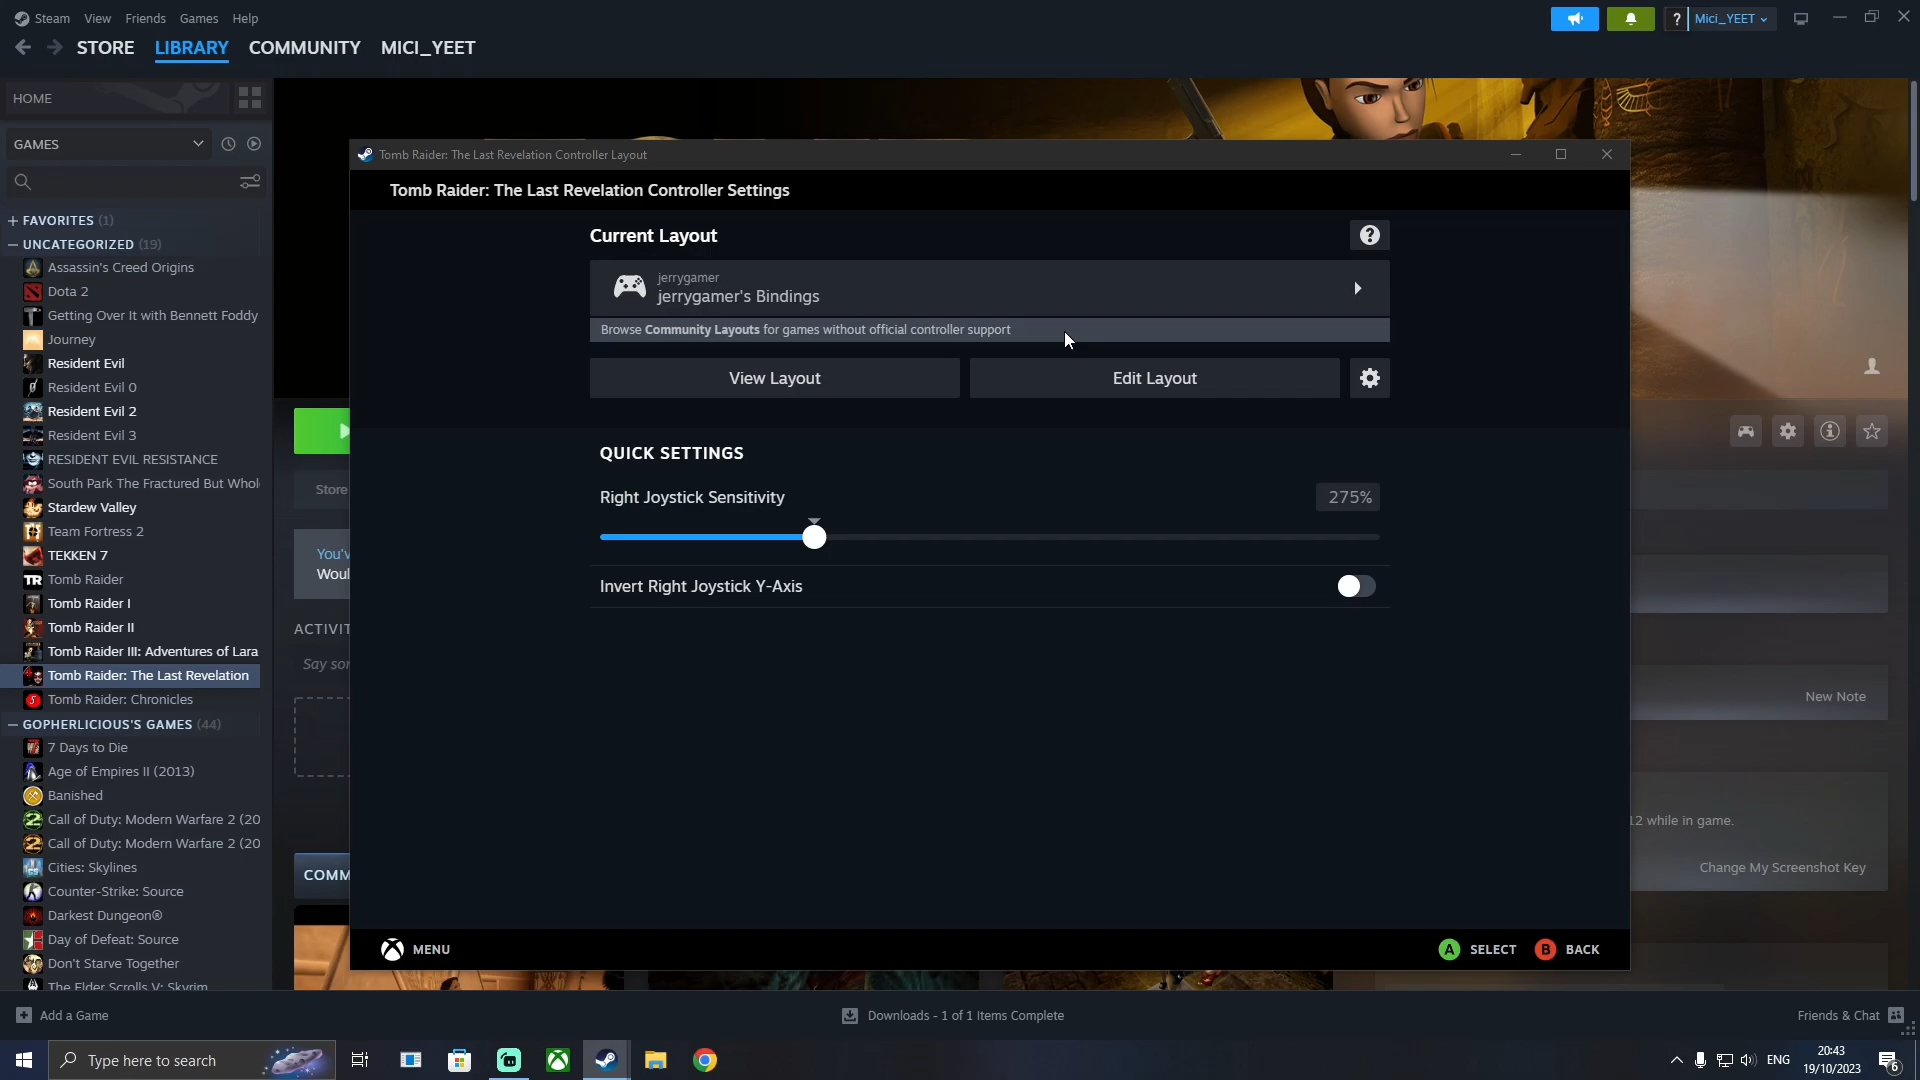 Steam View Friends Games Help
? Mici_YEET
STORE LIBRARY COMMUNITY MICI_YEET
HOME
GAMES
FAVORITES (1)
UNCATEGORIZED (19)
Assassin's Creed Origins
Dota 2
Getting Over It with Bennett Foddy
Journey
Resident Evil
Resident Evil 0
Resident Evil 2
Resident Evil 3
RESIDENT EVIL RESISTANCE
South Park The Fractured But Whol
Stardew Valley
Team Fortress 2
TEKKEN 7
TR Tomb Raider
Tomb Raider I
Tomb Raider II
Tomb Raider III: Adventures of Lara
Tomb Raider: The Last Revelation
Tomb Raider: Chronicles
GOPHERLICIOUS'S GAMES (44)
7 Days to Die
Age of Empires II (2013)
Banished
Call of Duty: Modern Warfare 2 (20
Call of Duty: Modern Warfare 2 (20
Cities: Skylines
Counter-Strike: Source
Darkest Dungeon®
Day of Defeat: Source
Don't Starve Together
The Elder Scrolls V: Skyrim
Tomb Raider: The Last Revelation Controller Layout
Tomb Raider: The Last Revelation Controller Settings
Current Layout
?
jerrygamer
jerrygamer's Bindings
Browse Community Layouts for games without official controller support
View Layout Edit Layout
QUICK SETTINGS
Right Joystick Sensitivity 275%
Invert Right Joystick Y-Axis
MENU SELECT BACK
A B
Store
You'v
Woul
ACTIVIT
Say sor
COMM
New Note
12 while in game.
Change My Screenshot Key
Add a Game
Downloads - 1 of 1 Items Complete
Friends & Chat
Type here to search
ENG
20:43
19/10/2023
6